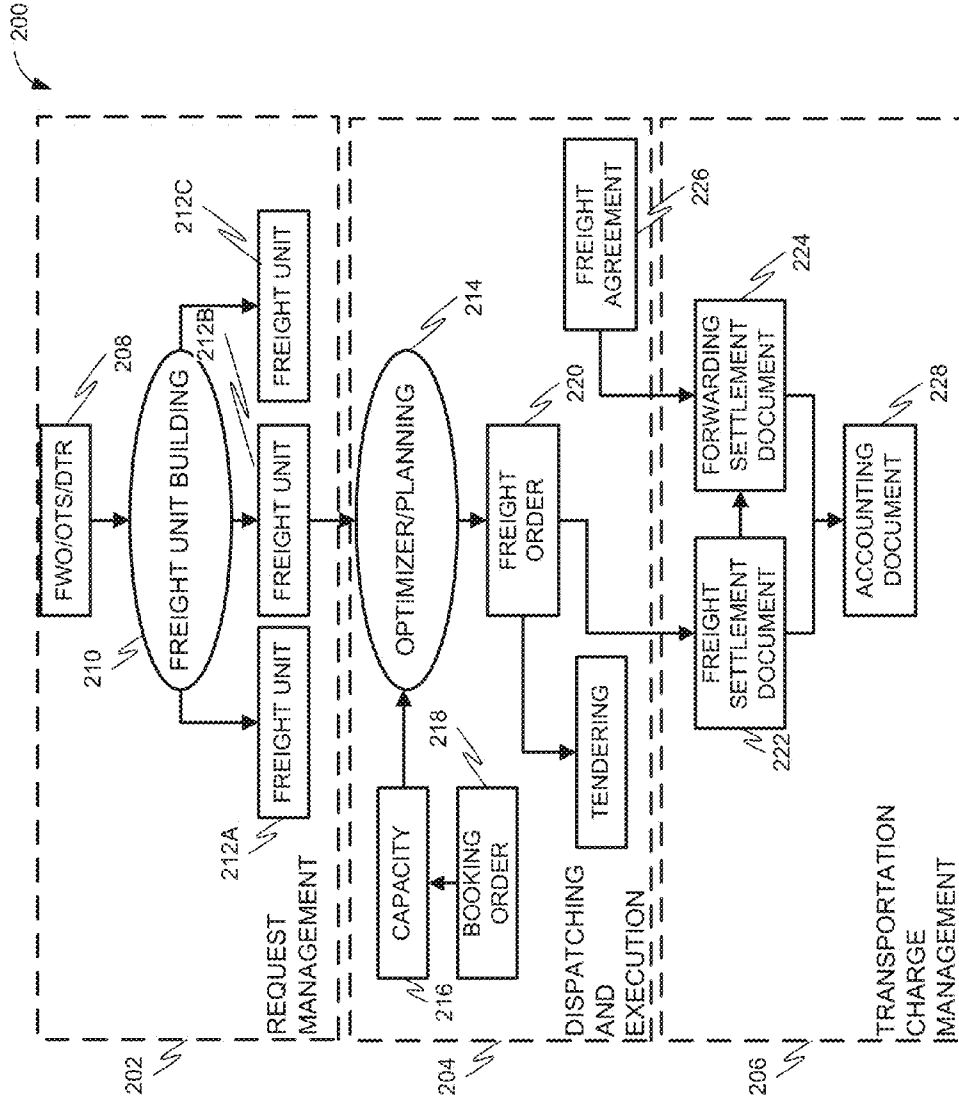 200
202
REQUEST
MANAGEMENT
FWO/OTS/DTR
208
210
FREIGHT UNIT BUILDING
212A
FREIGHT UNIT
212B
FREIGHT UNIT
212C
FREIGHT UNIT
204
DISPATCHING
AND
EXECUTION
OPTIMIZER/PLANNING
214
CAPACITY
216
BOOKING
ORDER
218
FREIGHT
ORDER
220
TENDERING
FREIGHT
AGREEMENT
226
206
TRANSPORTATION
CHARGE
MANAGEMENT
FREIGHT
SETTLEMENT
DOCUMENT
222
FORWARDING
SETTLEMENT
DOCUMENT
224
ACCOUNTING
DOCUMENT
228